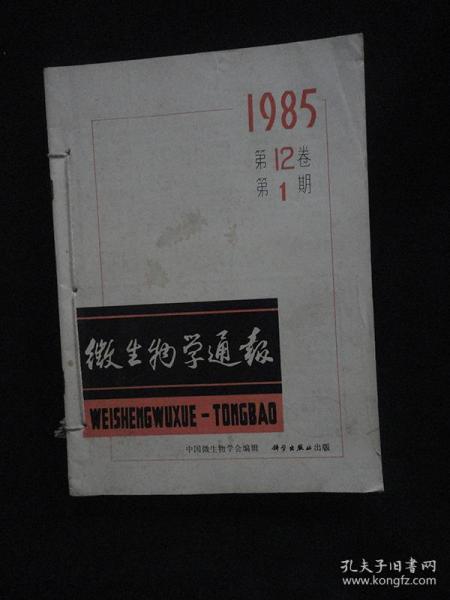 1985
第12卷
第1期
微生物学通报
WEISHENGWUXUE-TONGBAO
中国微生物学会编辑 科学出版社出版
孔夫子旧书网
www.kongfz.com